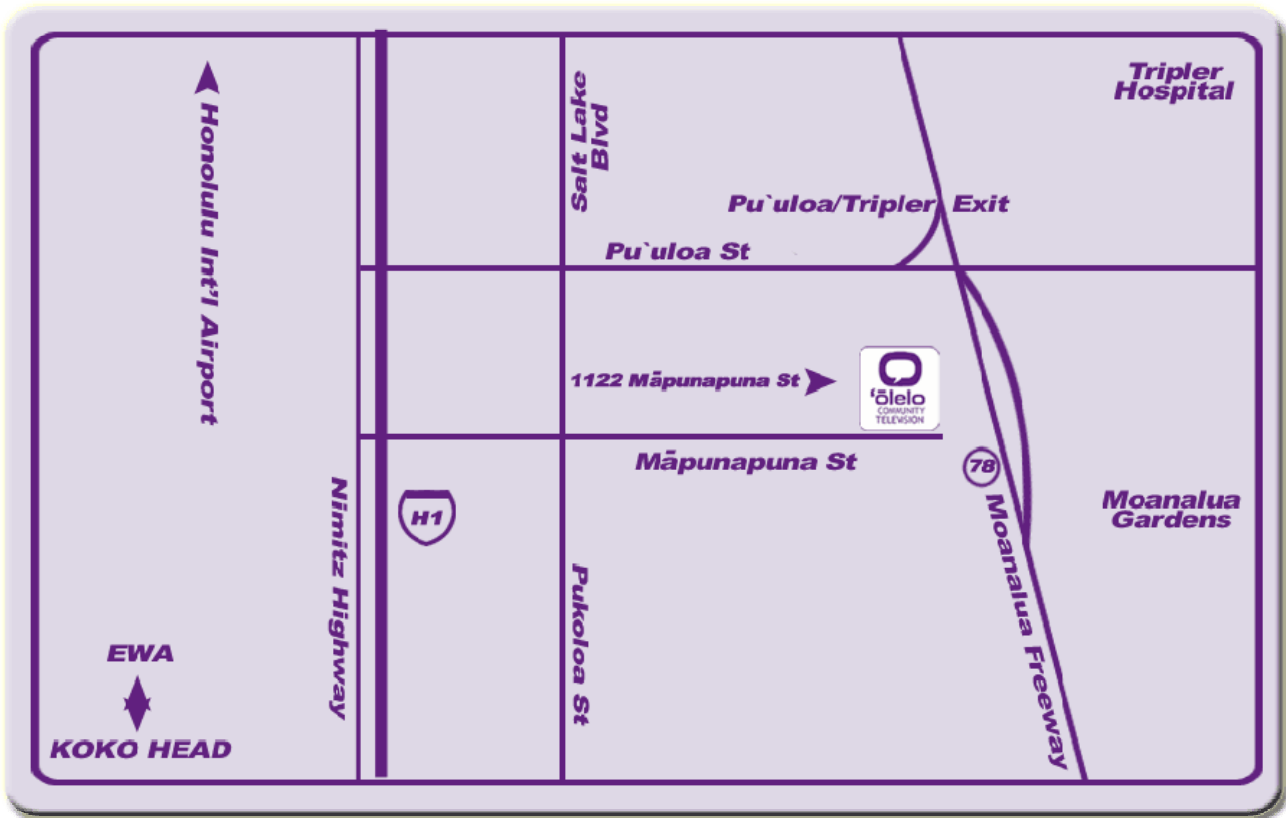 Tripler
Hospital
Honolulu Int'l Airport
Salt Lake
Blvd
Pu`uloa/Tripler Exit
Pu`uloa St
1122 Māpunapuna St
‘ōlelo
COMMUNITY
TELEVISION
Māpunapuna St
78
Moanalua Freeway
Moanalua
Gardens
H1
Nimitz Highway
Pukoloa St
EWA
KOKO HEAD